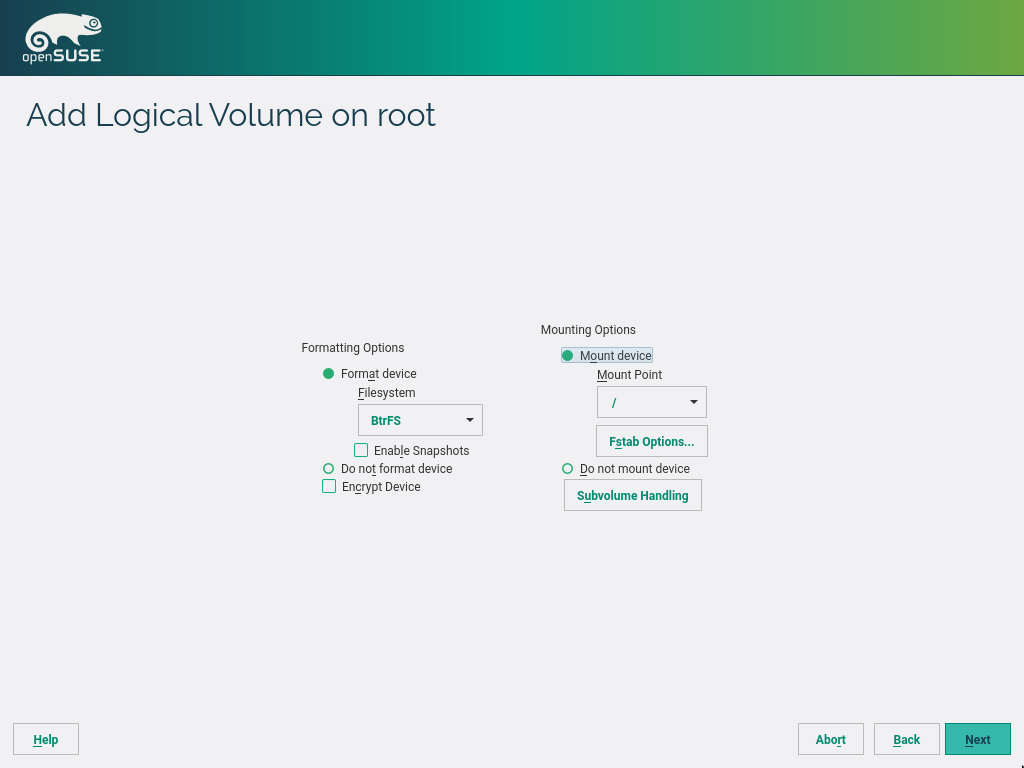 openSUSE
Add Logical Volume on root
Formatting Options
Format device
Filesystem
BtrFS
Enable Snapshots
Do not format device
Encrypt Device
Mounting Options
Mount device
Mount Point
/
Fstab Options...
Do not mount device
Subvolume Handling
Help
Abort
Back
Next